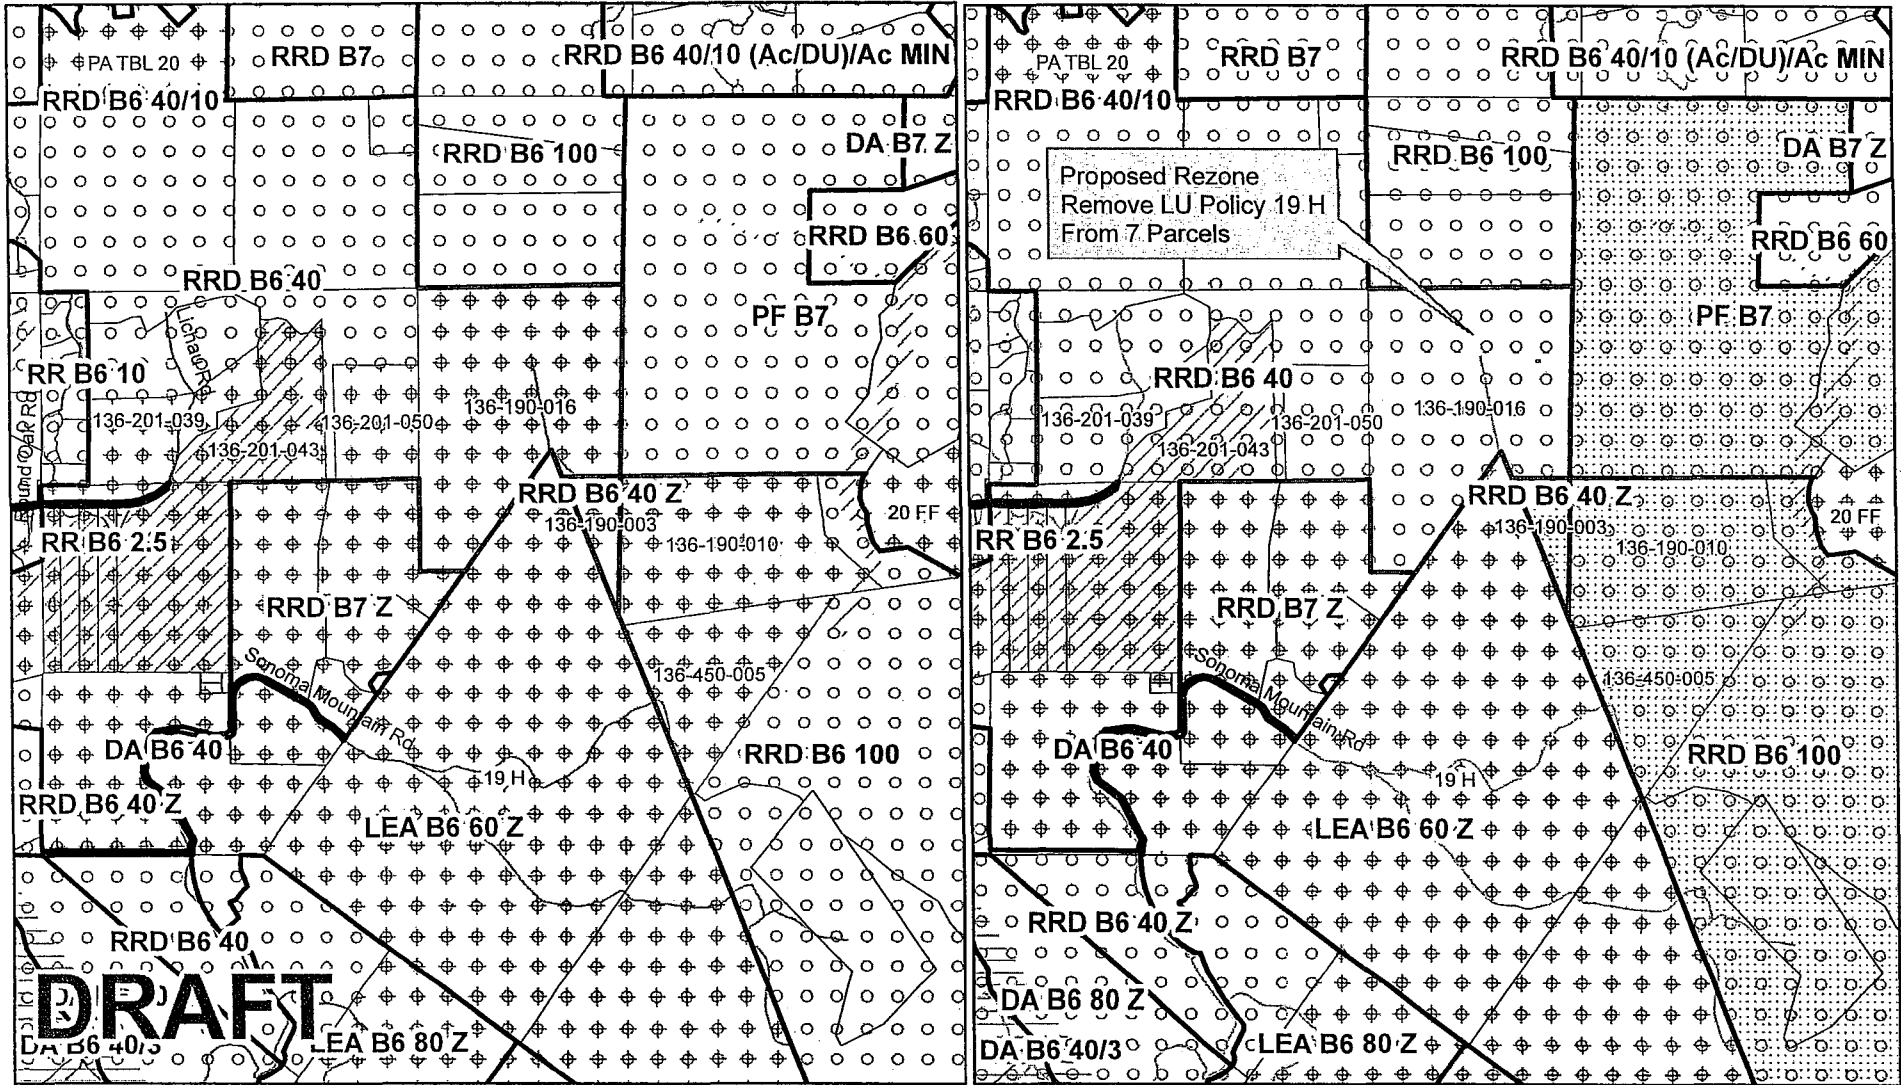 PA TBL 20
RRD B7
RRD B6 40/10 (Ac/DU)/Ac MIN
RRD B6 40/10
RRD B6 100
DA B7 Z
RRD B6 60
RRD B6 40
PF B7
Lichau Rd
RR B6 10
136-201-039
136-201-043
136-201-050
136-190-016
Round Oak Rd
RRD B6 40 Z
136-190-003
20 FF
136-190-010
RR B6 2.5
RRD B7 Z
Sonoma Mountain Rd
136-450-005
DA B6 40
19 H
RRD B6 100
RRD B6 40 Z
LEA B6 60 Z
RRD B6 40
DRAFT
DA B6 40/3
LEA B6 80 Z
PA TBL 20
RRD B7
RRD B6 40/10 (Ac/DU)/Ac MIN
RRD B6 40/10
DA B7 Z
RRD B6 100
Proposed Rezone
Remove LU Policy 19 H
From 7 Parcels
RRD B6 60
PF B7
RRD B6 40
136-201-039
136-201-043
136-201-050
136-190-016
RRD B6 40 Z
136-190-003
20 FF
136-190-010
RR B6 2.5
RRD B7 Z
Sonoma Mountain Rd
136-450-005
DA B6 40
19 H
RRD B6 100
LEA B6 60 Z
RRD B6 40 Z
DA B6 80 Z
DA B6 40/3
LEA B6 80 Z